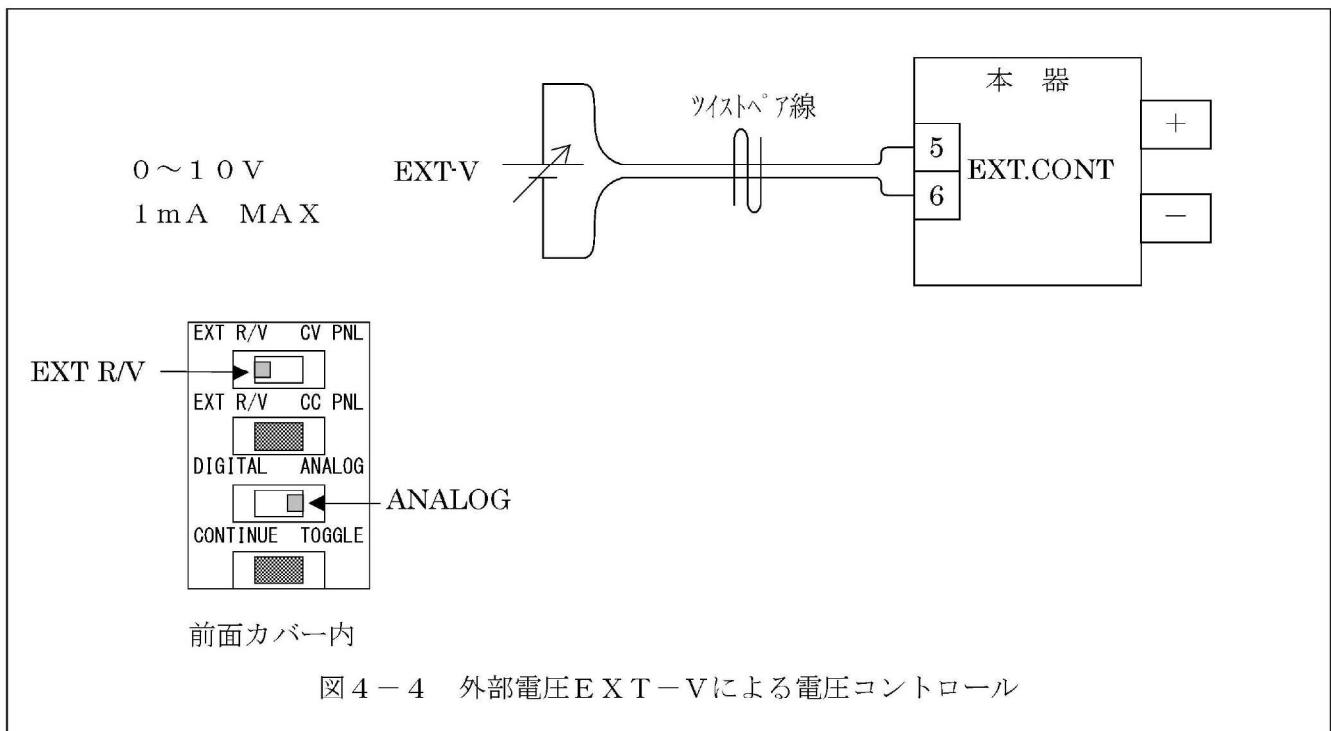 本 器
ツイストペア線
+
0~10V
EXT-V
5
EXT.CONT
1mA MAX
6
−
EXT R/V CV PNL
EXT R/V
EXT R/V CC PNL
DIGITAL ANALOG
ANALOG
CONTINUE TOGGLE
前面カバー内
図4-4 外部電圧EXT-Vによる電圧コントロール